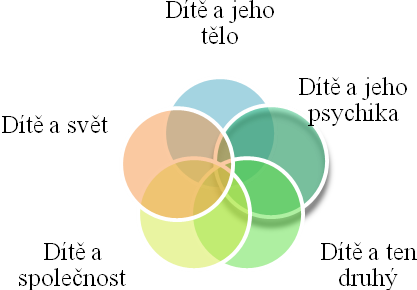 Dítě a jeho
tělo
Dítě a jeho
psychika
Dítě a svět
Dítě a
společnost
Dítě a ten
druhý